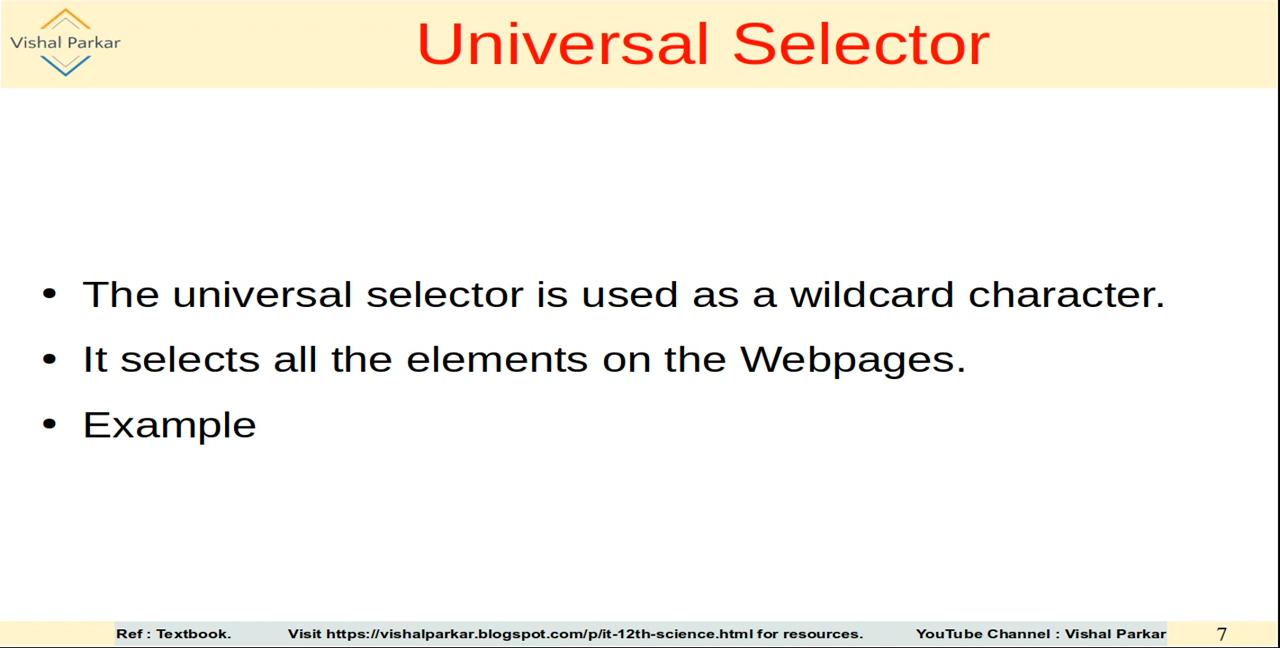 Vishal Parkar
Universal Selector
• The universal selector is used as a wildcard character.
• It selects all the elements on the Webpages.
• Example
Ref : Textbook. Visit https://vishalparkar.blogspot.com/p/it-12th-science.html for resources. YouTube Channel : Vishal Parkar 7